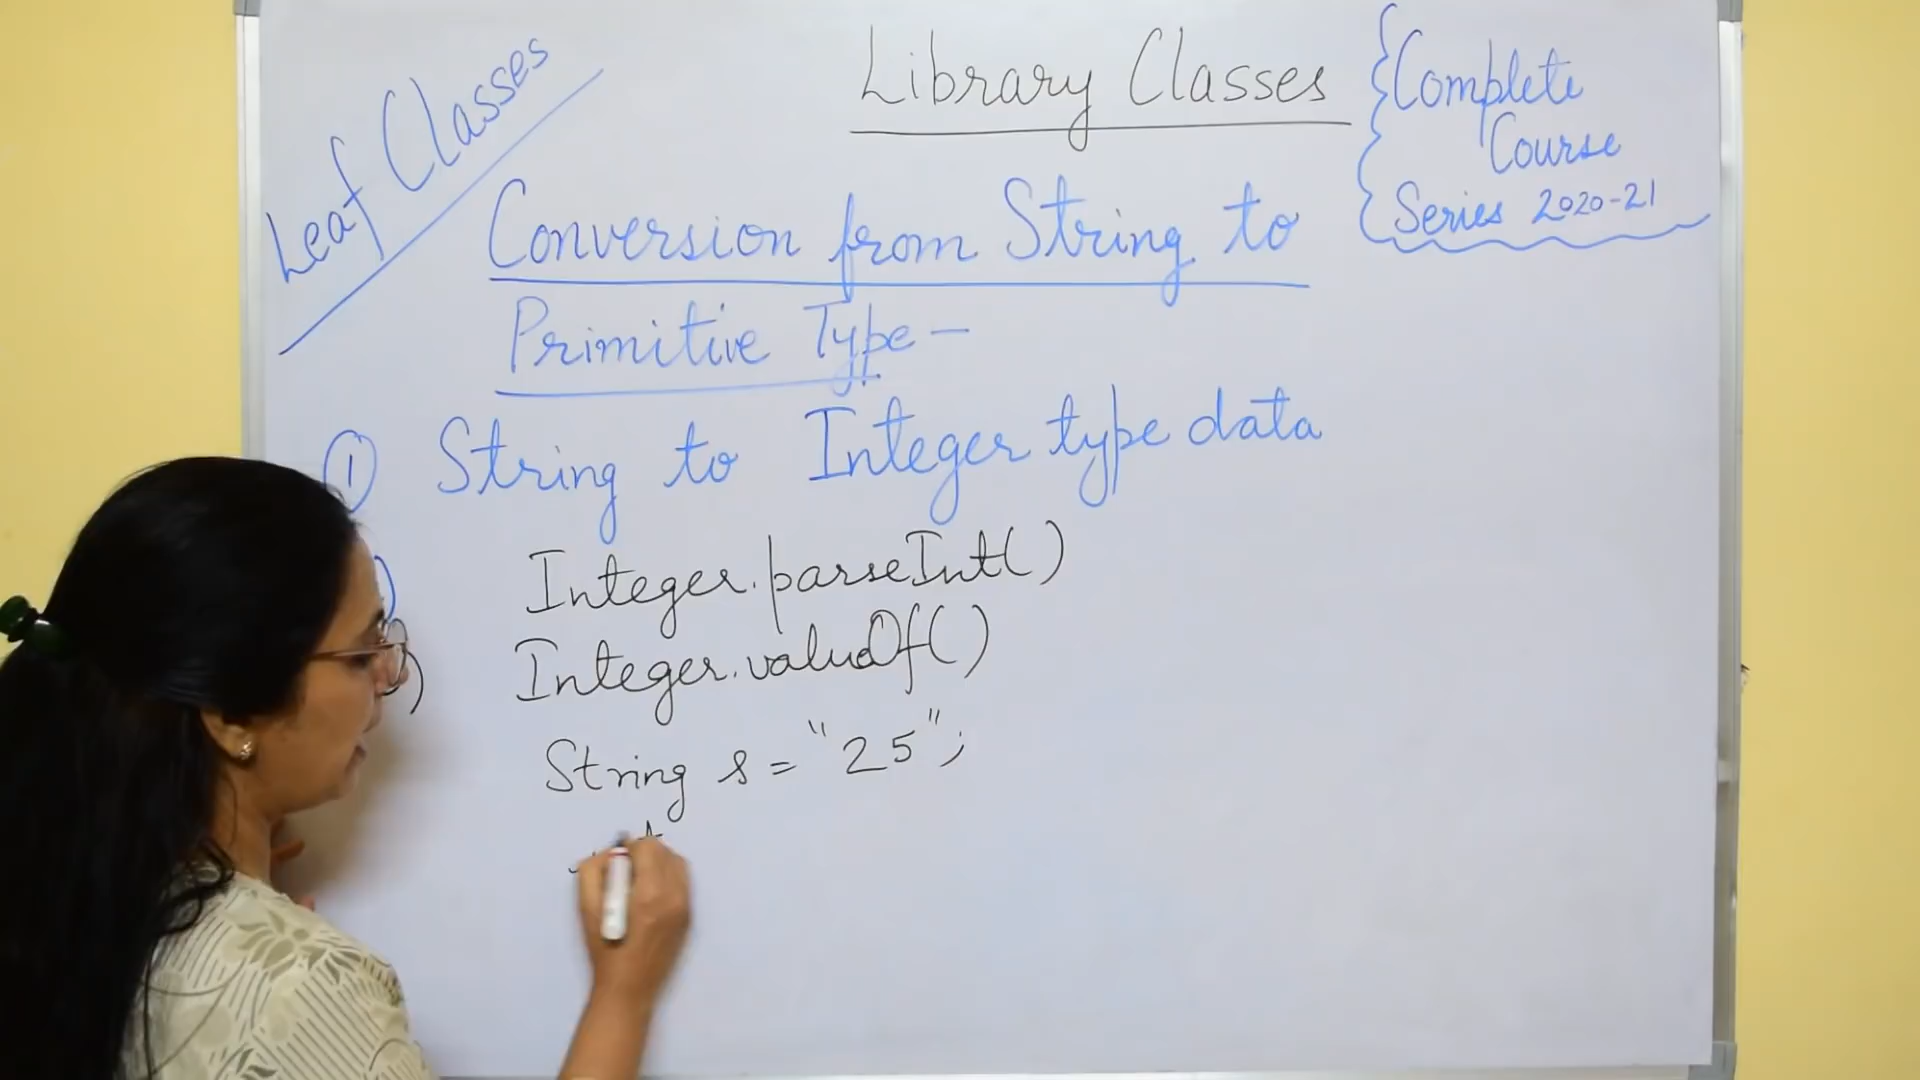 Leaf Classes
Library Classes
Complete
Course
Series 2020-21
Conversion from String to
Primitive Type -
① String to Integer type data
) Integer.parseInt()
) Integer.valueOf()
String s = "25";